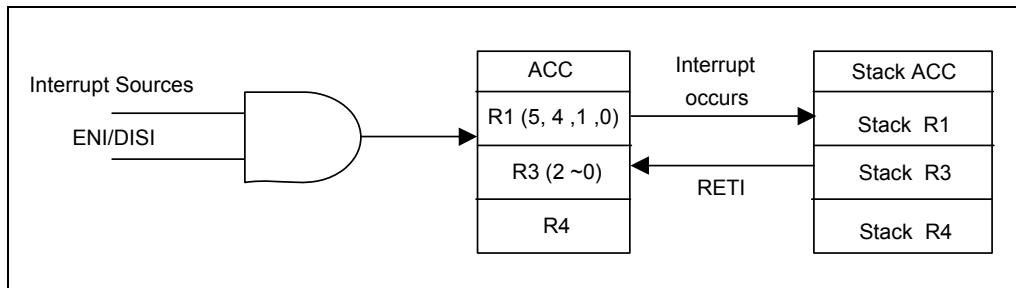 Interrupt Sources
ENI/DISI
ACC
R1 (5, 4 ,1 ,0)
R3 (2 ~0)
R4
Interrupt
occurs
RETI
Stack ACC
Stack R1
Stack R3
Stack R4